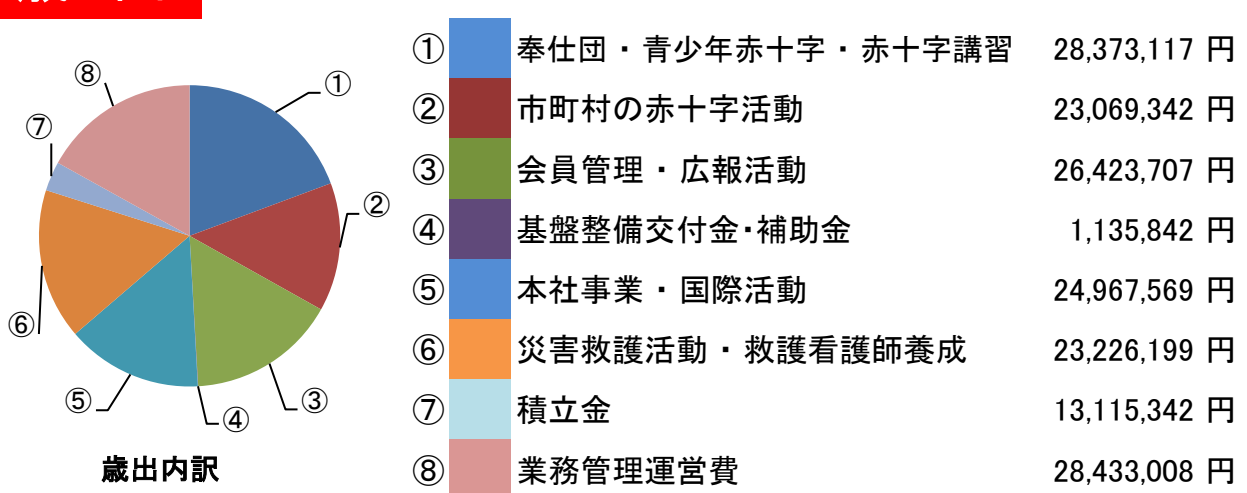 ① 奉仕団 ・ 青少年赤十字 ・ 赤十字講習 28,373,117 円
② 市町村の赤十字活動 23,069,342 円
③ 会員管理 ・ 広報活動 26,423,707 円
④ 基盤整備交付金・補助金 1,135,842 円
⑤ 本社事業 ・ 国際活動 24,967,569 円
⑥ 災害救護活動 ・ 救護看護師養成 23,226,199 円
⑦ 積立金 13,115,342 円
⑧ 業務管理運営費 28,433,008 円
⑧
①
⑦
②
⑥
⑤
④
③
歳出内訳